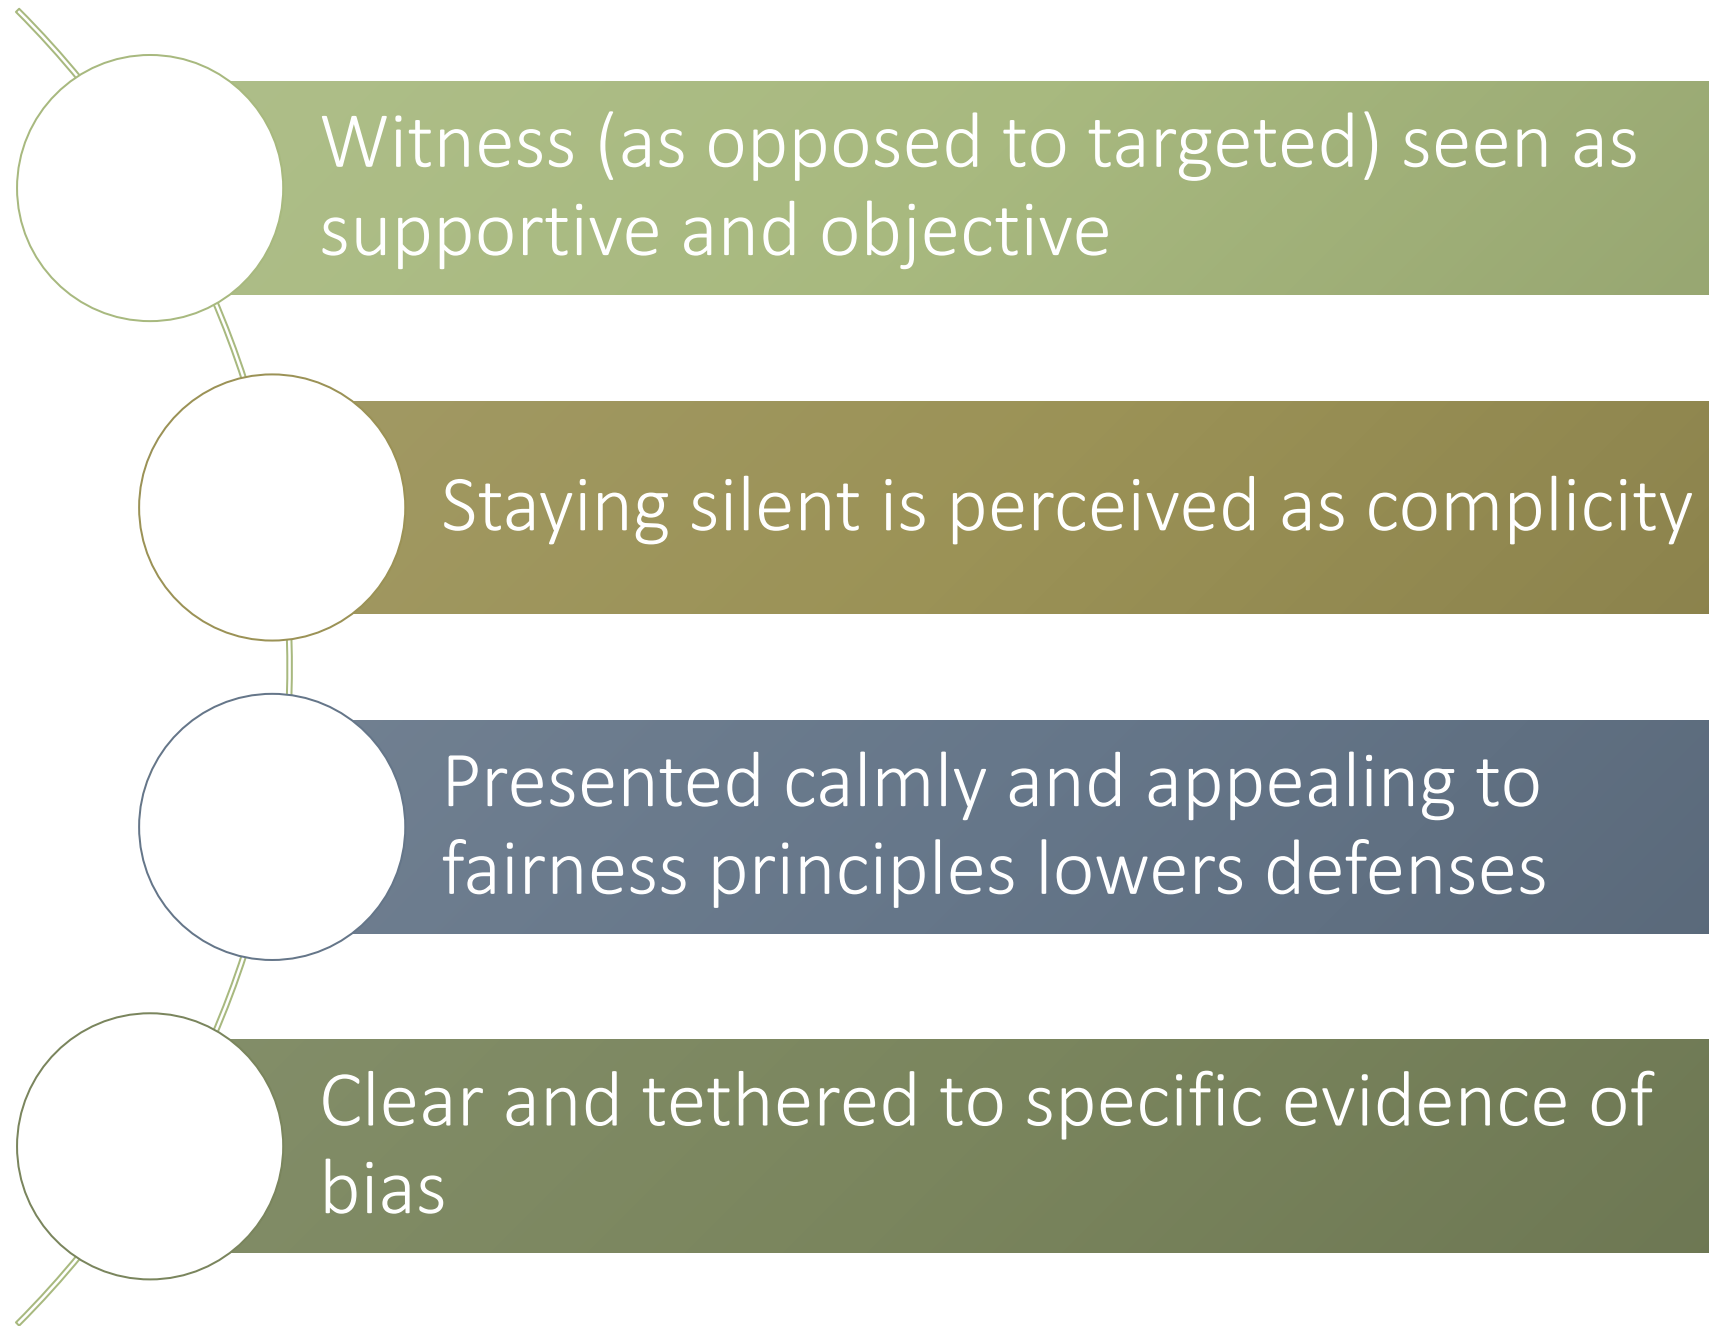 Witness (as opposed to targeted) seen as
supportive and objective
Staying silent is perceived as complicity
Presented calmly and appealing to
fairness principles lowers defenses
Clear and tethered to specific evidence of
bias